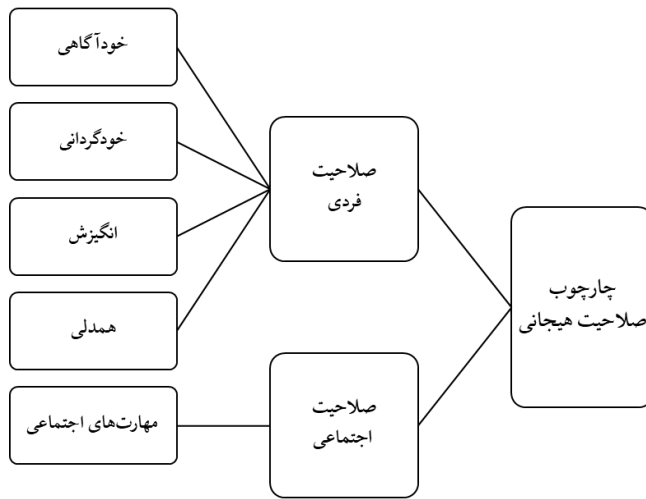 چارچوب
صلاحیت هیجانی
صلاحیت
فردی
خودآگاهی
خودگردانی
انگیزش
همدلی
صلاحیت
اجتماعی
مهارت‌های اجتماعی